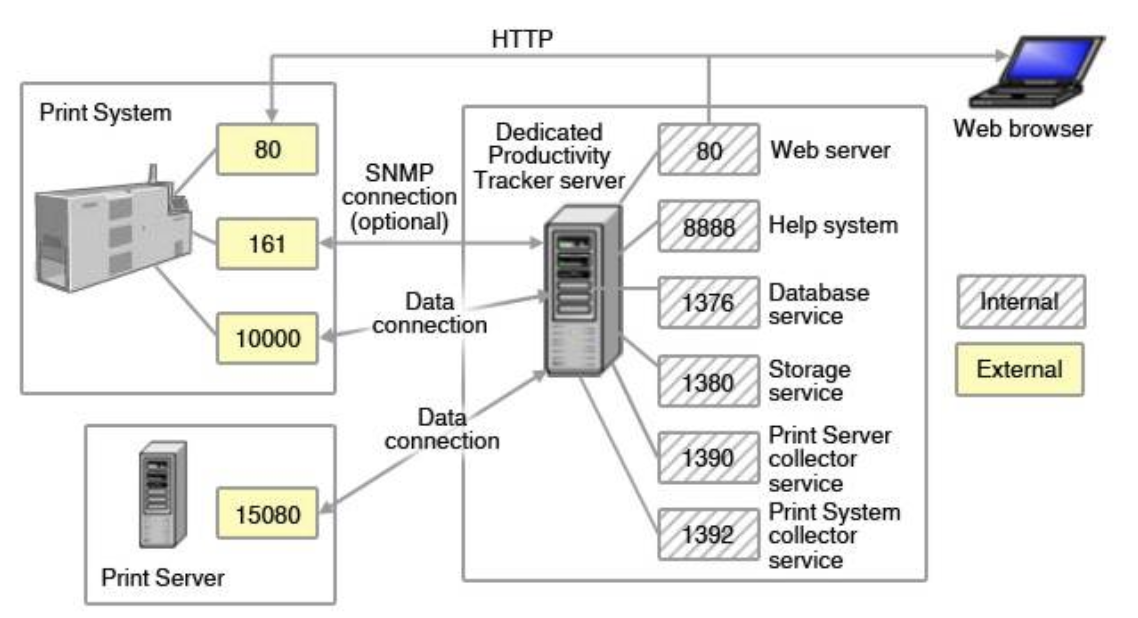 HTTP
Print System
80
161
10000
SNMP
connection
(optional)
Data
connection
Data
connection
15080
Print Server
Dedicated
Productivity
Tracker server
80
Web server
8888
Help system
1376
Database
service
1380
Storage
service
1390
Print Server
collector
service
1392
Print System
collector
service
Web browser
Internal
External